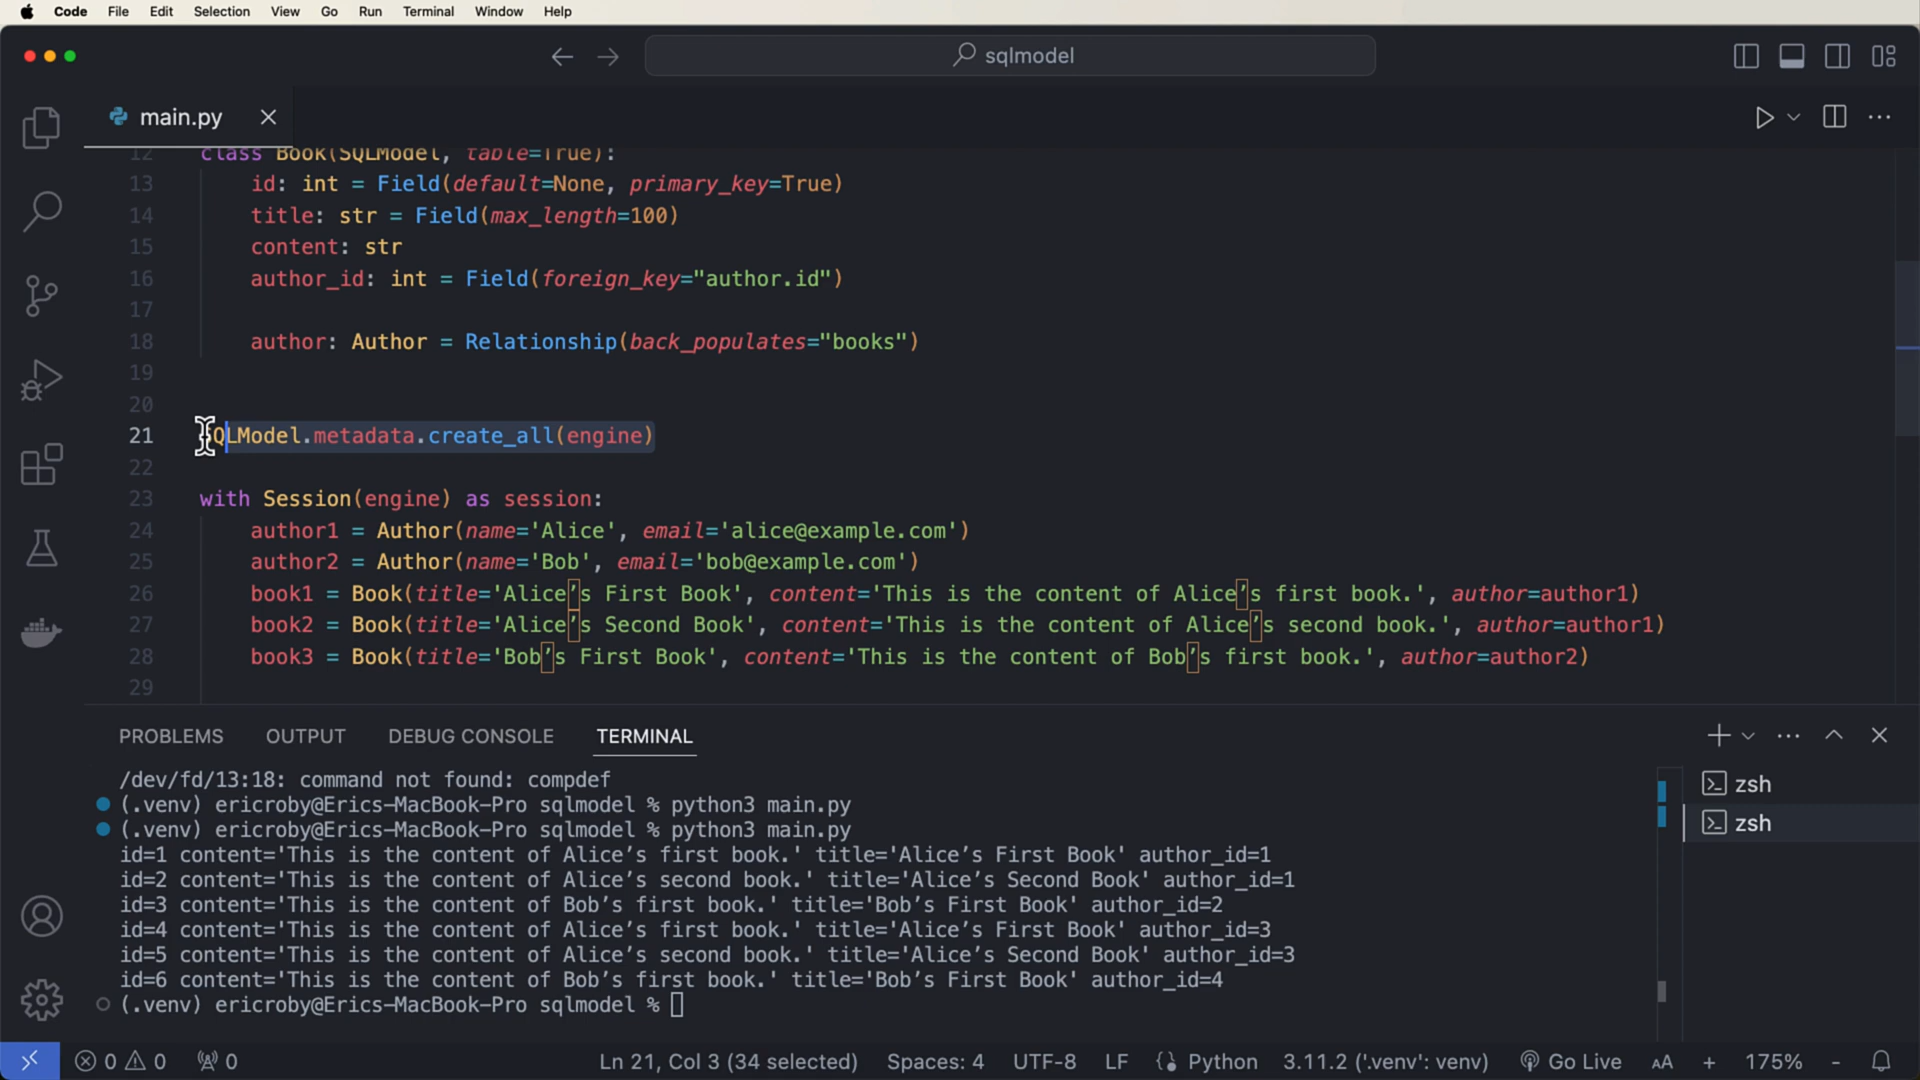 Code File Edit Selection View Go Run Terminal Window Help
sqlmodel
main.py
12 class Book(SQLModel, table=True):
13 id: int = Field(default=None, primary_key=True)
14 title: str = Field(max_length=100)
15 content: str
16 author_id: int = Field(foreign_key="author.id")
17
18 author: Author = Relationship(back_populates="books")
19
20
21 SQLModel.metadata.create_all(engine)
22
23 with Session(engine) as session:
24 author1 = Author(name='Alice', email='alice@example.com')
25 author2 = Author(name='Bob', email='bob@example.com')
26 book1 = Book(title='Alice’s First Book', content='This is the content of Alice’s first book.', author=author1)
27 book2 = Book(title='Alice’s Second Book', content='This is the content of Alice’s second book.', author=author1)
28 book3 = Book(title='Bob’s First Book', content='This is the content of Bob’s first book.', author=author2)
29
PROBLEMS OUTPUT DEBUG CONSOLE TERMINAL
/dev/fd/13:18: command not found: compdef
(.venv) ericroby@Erics-MacBook-Pro sqlmodel % python3 main.py
(.venv) ericroby@Erics-MacBook-Pro sqlmodel % python3 main.py
id=1 content='This is the content of Alice’s first book.' title='Alice’s First Book' author_id=1
id=2 content='This is the content of Alice’s second book.' title='Alice’s Second Book' author_id=1
id=3 content='This is the content of Bob’s first book.' title='Bob’s First Book' author_id=2
id=4 content='This is the content of Alice’s first book.' title='Alice’s First Book' author_id=3
id=5 content='This is the content of Alice’s second book.' title='Alice’s Second Book' author_id=3
id=6 content='This is the content of Bob’s first book.' title='Bob’s First Book' author_id=4
(.venv) ericroby@Erics-MacBook-Pro sqlmodel %
zsh
zsh
0 0 0 Ln 21, Col 3 (34 selected) Spaces: 4 UTF-8 LF Python 3.11.2 ('.venv': venv) Go Live AA + 175% -